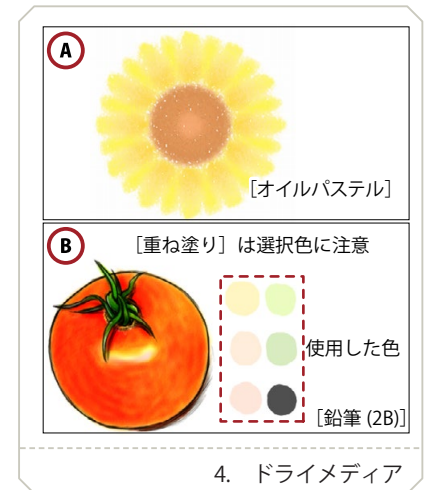 A
[オイルパステル]
B
[重ね塗り] は選択色に注意
使用した色
[鉛筆 (2B)]
4. ドライメディア